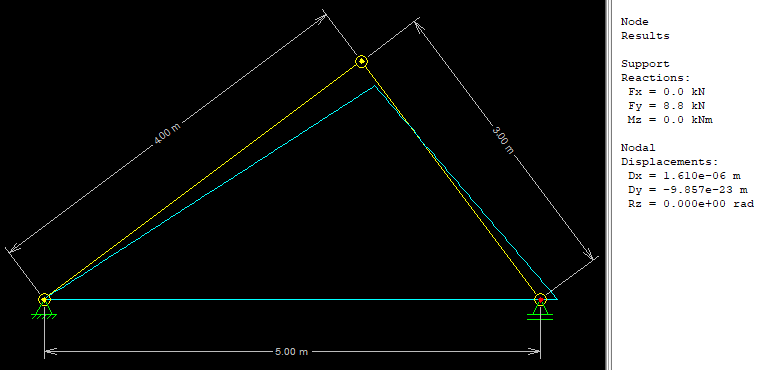 4.00 m
3.00 m
5.00 m
Node
Results
Support
Reactions:
Fx = 0.0 kN
Fy = 8.8 kN
Mz = 0.0 kNm
Nodal
Displacements:
Dx = 1.610e-06 m
Dy = -9.857e-23 m
Rz = 0.000e+00 rad